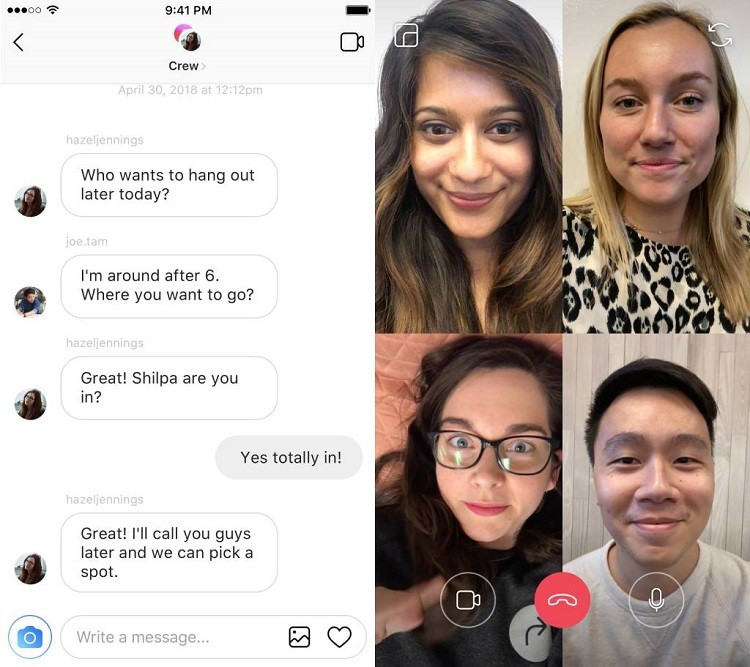 9:41 PM
Crew
April 30, 2018 at 12:12pm
hazeljennings
Who wants to hang out
later today?
joe.tam
I'm around after 6.
Where you want to go?
hazeljennings
Great! Shilpa are you
in?
Yes totally in!
hazeljennings
Great! I'll call you guys
later and we can pick a
spot.
Write a message...